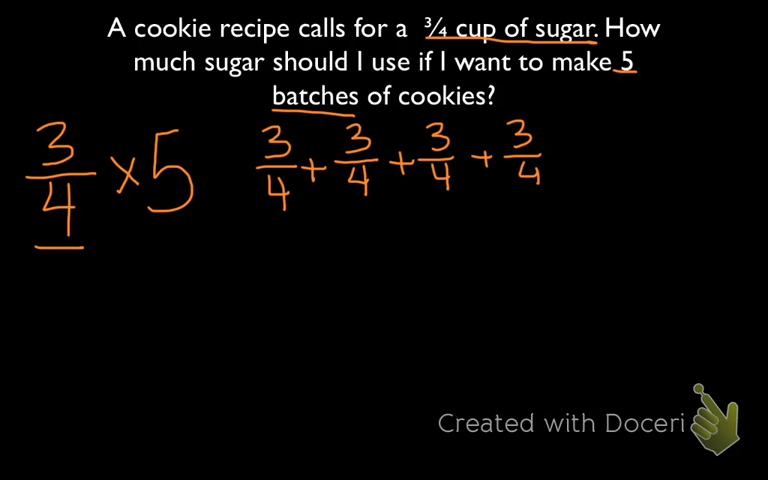 A cookie recipe calls for a ¾ cup of sugar. How
much sugar should I use if I want to make 5
batches of cookies?
3/4 × 5 3/4 + 3/4 + 3/4 + 3/4
Created with Doceri